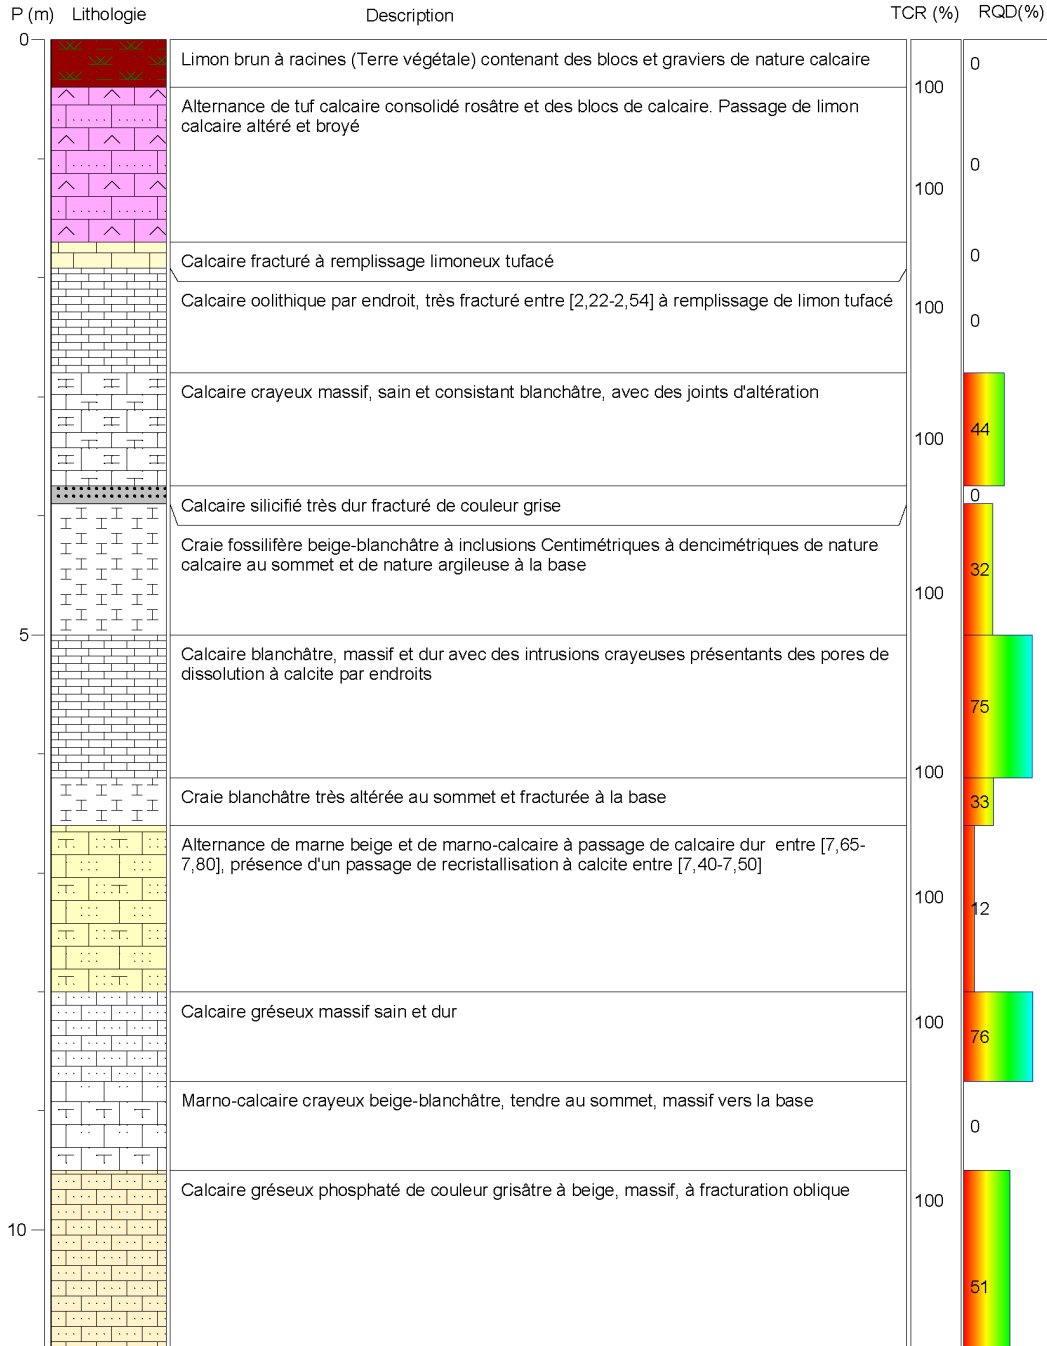 P (m) Lithologie Description TCR (%) RQD(%)
0
Limon brun à racines (Terre végétale) contenant des blocs et graviers de nature calcaire
0
100
Alternance de tuf calcaire consolidé rosâtre et des blocs de calcaire. Passage de limon
calcaire altéré et broyé
0
100
Calcaire fracturé à remplissage limoneux tufacé
0
Calcaire oolithique par endroit, très fracturé entre [2,22-2,54] à remplissage de limon tufacé
100
0
Calcaire crayeux massif, sain et consistant blanchâtre, avec des joints d'altération
44
100
Calcaire silicifié très dur fracturé de couleur grise
0
Craie fossilifère beige-blanchâtre à inclusions Centimétriques à dencimétriques de nature
calcaire au sommet et de nature argileuse à la base
32
100
5
Calcaire blanchâtre, massif et dur avec des intrusions crayeuses présentants des pores de
dissolution à calcite par endroits
75
100
Craie blanchâtre très altérée au sommet et fracturée à la base
33
Alternance de marne beige et de marno-calcaire à passage de calcaire dur entre [7,65-
7,80], présence d'un passage de recristallisation à calcite entre [7,40-7,50]
100
12
Calcaire gréseux massif sain et dur
100
76
Marno-calcaire crayeux beige-blanchâtre, tendre au sommet, massif vers la base
0
Calcaire gréseux phosphaté de couleur grisâtre à beige, massif, à fracturation oblique
100
10
51